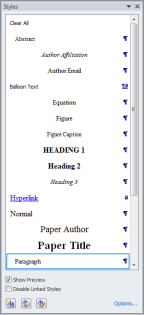 Styles
Clear All
Abstract
Author Affiliation
Author Email
Balloon Text
Equation
Figure
Figure Caption
HEADING 1
Heading 2
Heading 3
Hyperlink
Normal
Paper Author
Paper Title
Paragraph
Show Preview
Disable Linked Styles
Options...